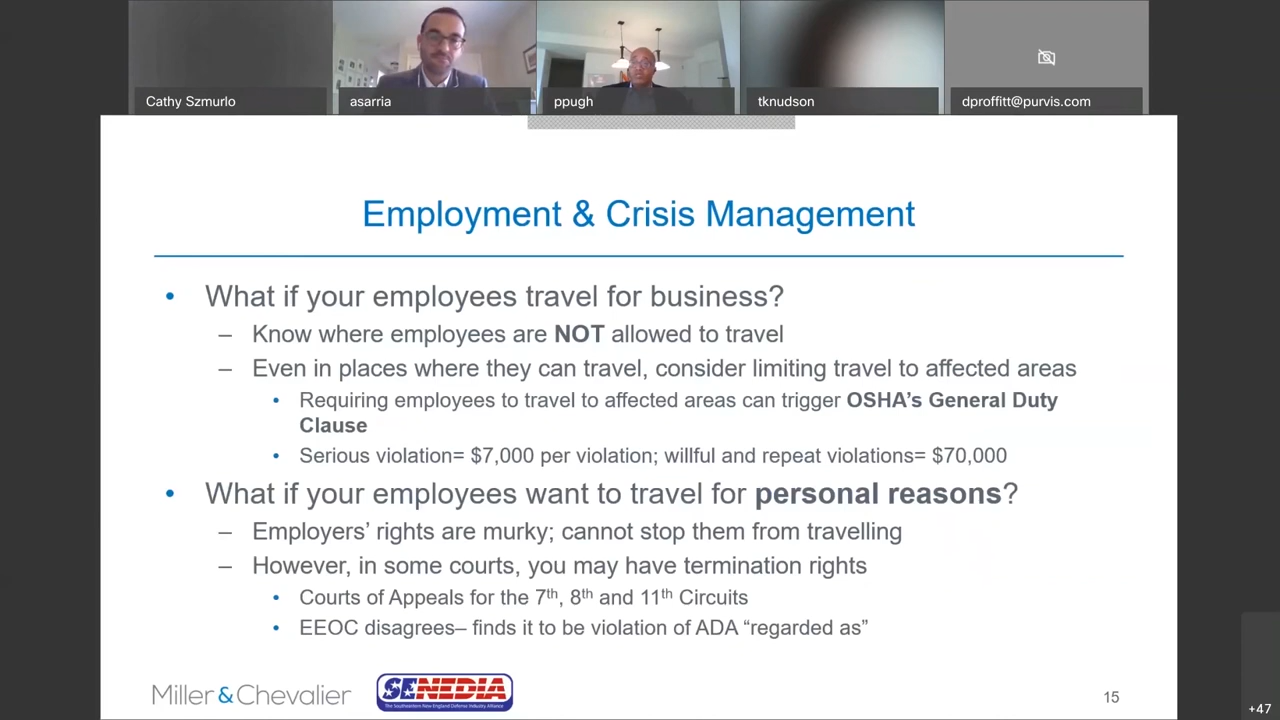 Cathy Szmurlo
asarria
ppugh
tknudson
dproffitt@purvis.com
Employment & Crisis Management
• What if your employees travel for business?
– Know where employees are NOT allowed to travel
– Even in places where they can travel, consider limiting travel to affected areas
• Requiring employees to travel to affected areas can trigger OSHA's General Duty
Clause
• Serious violation= $7,000 per violation; willful and repeat violations= $70,000
• What if your employees want to travel for personal reasons?
– Employers' rights are murky; cannot stop them from travelling
– However, in some courts, you may have termination rights
• Courts of Appeals for the 7th, 8th and 11th Circuits
• EEOC disagrees– finds it to be violation of ADA "regarded as"
Miller & Chevalier
SENEDIA
The Southeastern New England Defense Industry Alliance
15
+47